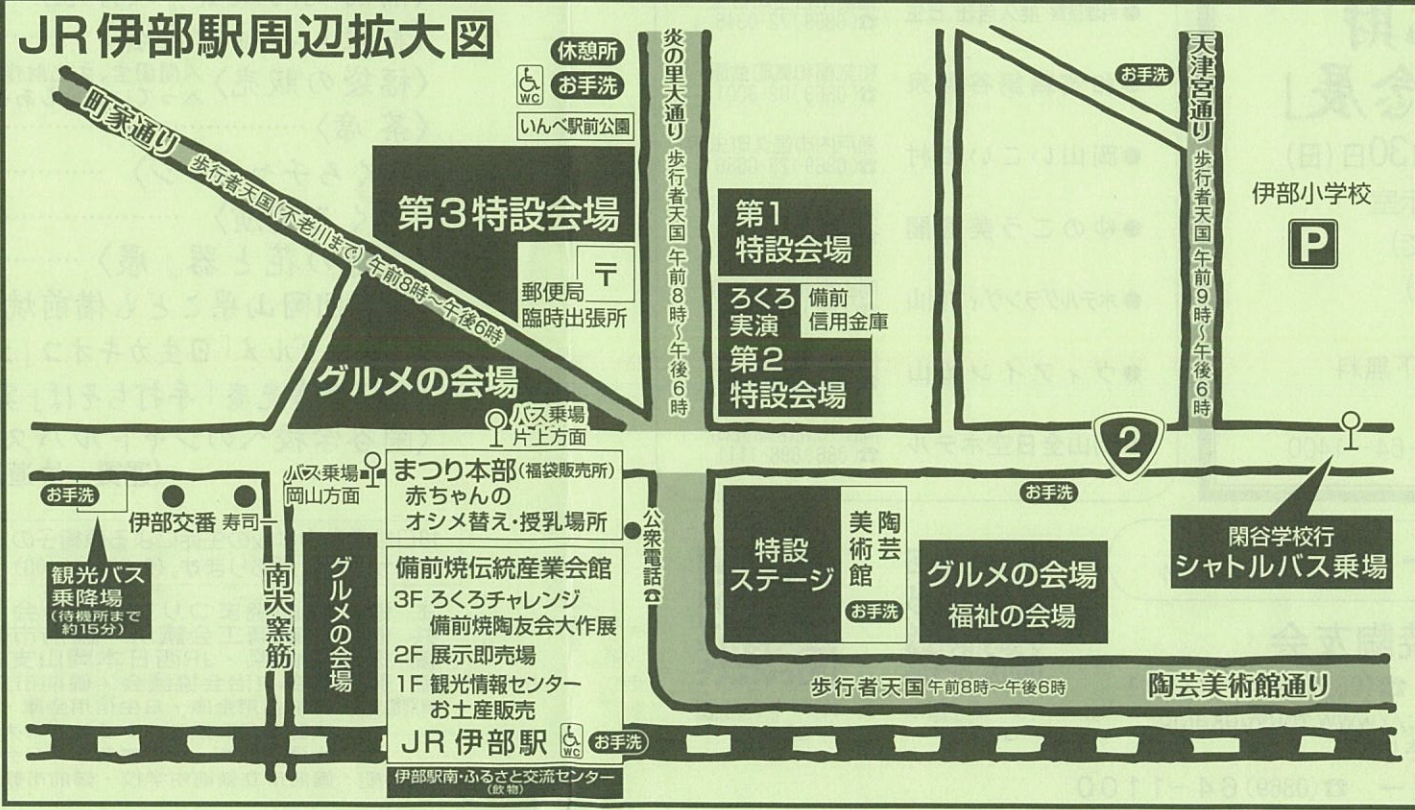 JR伊部駅周辺拡大図
休憩所
WC
お手洗
いんべ駅前公園
町家通り
歩行者天国(不老川まで)午前8時~午後6時
第3特設会場
〒
郵便局
臨時出張所
グルメの会場
バス乗場
片上方面
炎の里大通り 歩行者天国 午前8時~午後6時
第1
特設会場
ろくろ
実演
備前
信用金庫
第2
特設会場
お手洗
天津宮通り 歩行者天国 午前9時~午後6時
伊部小学校
P
2
閑谷学校行
シャトルバス乗場
お手洗
お手洗
伊部交番
寿司
観光バス
乗降場
(待機所まで
約15分)
バス乗場
岡山方面
南大窯筋
グルメの会場
まつり本部(福袋販売所)
赤ちゃんの
オシメ替え・授乳場所
備前焼伝統産業会館
3F ろくろチャレンジ
備前焼陶友会大作展
2F 展示即売場
1F 観光情報センター
お土産販売
JR伊部駅
WC
お手洗
伊部駅南・ふるさと交流センター
(飲物)
公衆電話☎
特設
ステージ
陶芸
美術館
お手洗
グルメの会場
福祉の会場
歩行者天国午前8時~午後6時
陶芸美術館通り